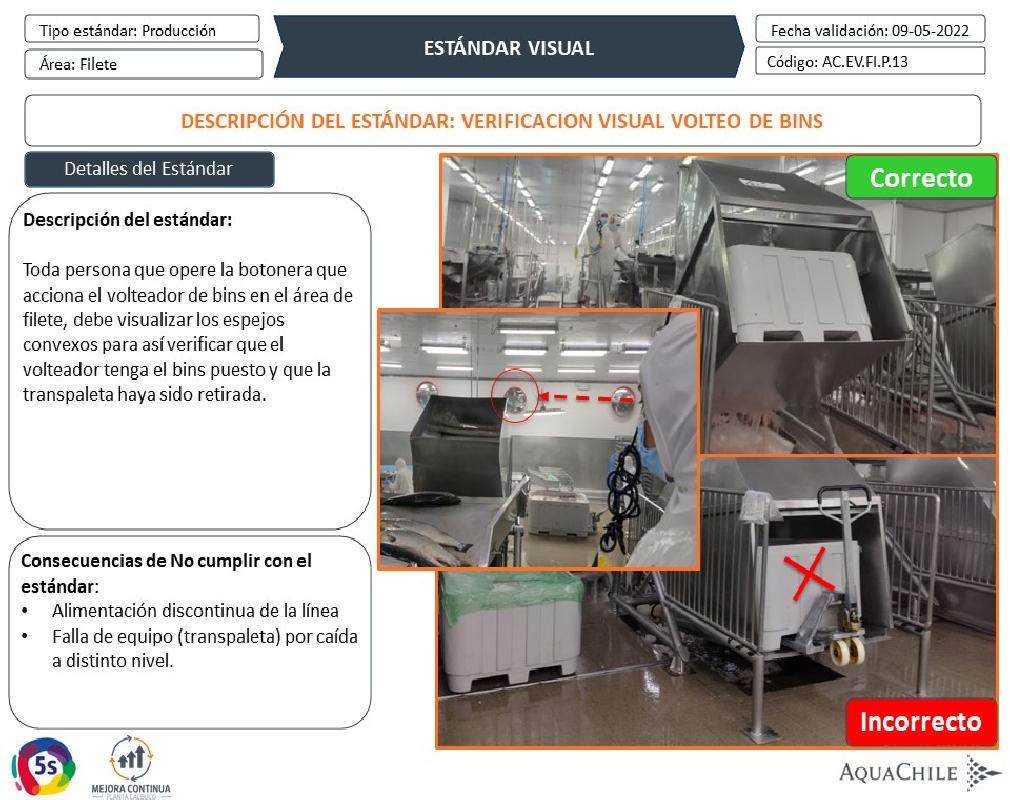 Tipo estándar: Producción
Área: Filete
ESTÁNDAR VISUAL
Fecha validación: 09-05-2022
Código: AC.EV.FI.P.13
DESCRIPCIÓN DEL ESTÁNDAR: VERIFICACION VISUAL VOLTEO DE BINS
Detalles del Estándar
Descripción del estándar:
Toda persona que opere la botonera que
acciona el volteador de bins en el área de
filete, debe visualizar los espejos
convexos para así verificar que el
volteador tenga el bins puesto y que la
transpaleta haya sido retirada.
Consecuencias de No cumplir con el
estándar:
• Alimentación discontinua de la línea
• Falla de equipo (transpaleta) por caída
a distinto nivel.
Correcto
Incorrecto
5s
MEJORA CONTINUA
PLANTA CALBUCO
AQUACHILE